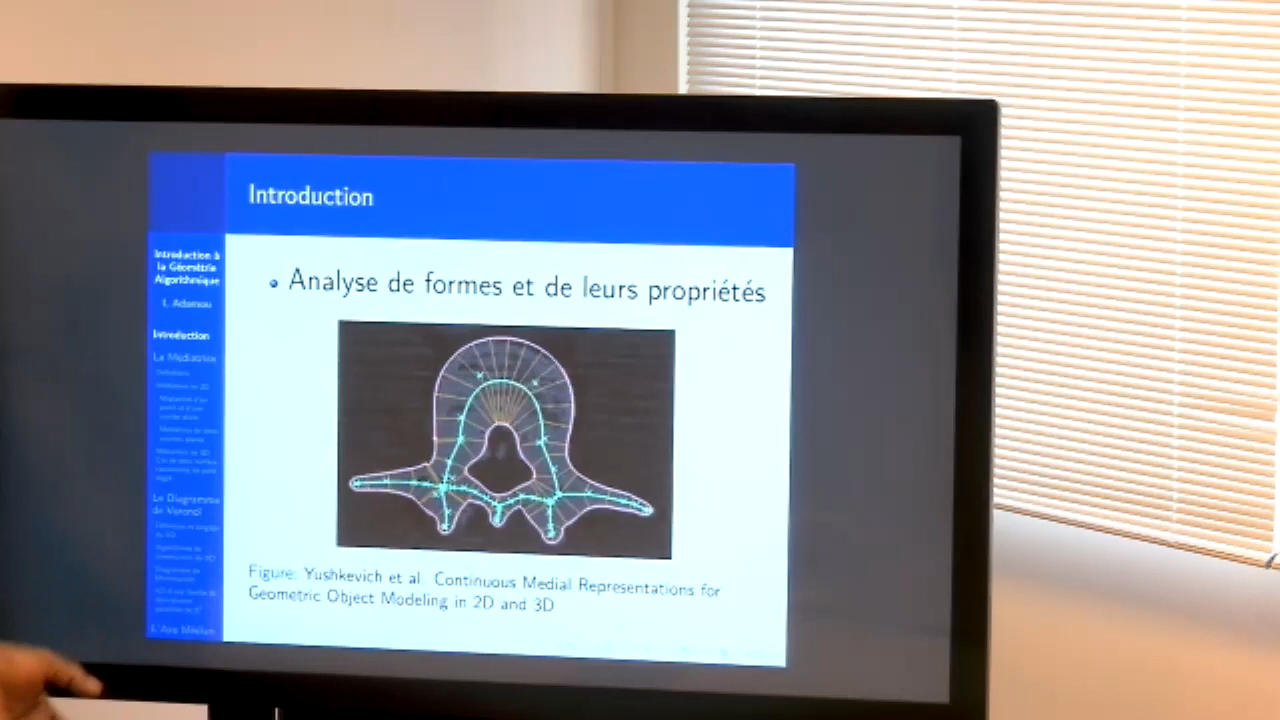 Introduction
Introduction à
la Géométrie
Algorithmique
I. Adamou
Introduction
La Médiatrice
Le Diagramme
de Voronoï
L'Axe Médian
Analyse de formes et de leurs propriétés
Figure: Yushkevich et al. Continuous Medial Representations for
Geometric Object Modeling in 2D and 3D